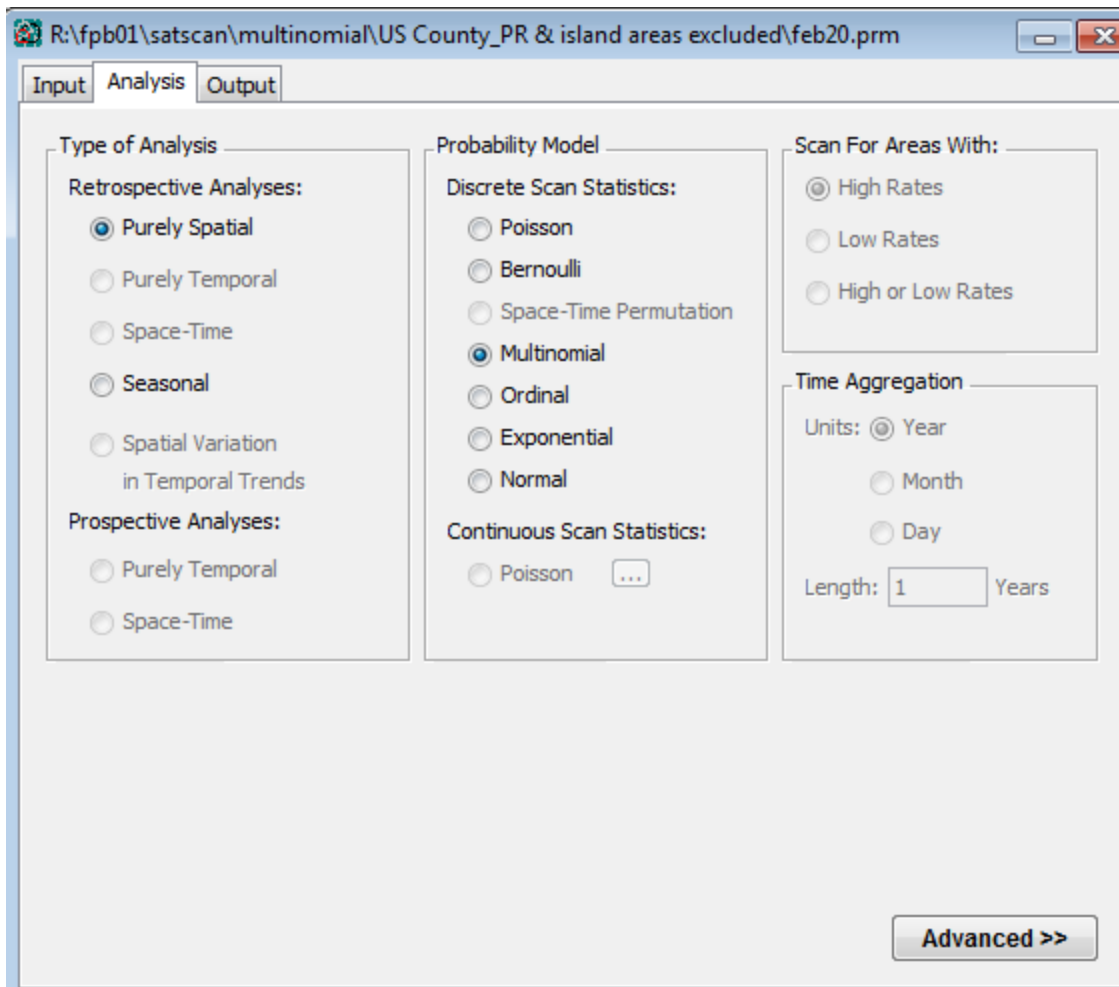 R:\fpb01\satscan\multinomial\US County_PR & island areas excluded\feb20.prm
Input Analysis Output
Type of Analysis
Retrospective Analyses:
Purely Spatial
Purely Temporal
Space-Time
Seasonal
Spatial Variation
in Temporal Trends
Prospective Analyses:
Purely Temporal
Space-Time
Probability Model
Discrete Scan Statistics:
Poisson
Bernoulli
Space-Time Permutation
Multinomial
Ordinal
Exponential
Normal
Continuous Scan Statistics:
Poisson ...
Scan For Areas With:
High Rates
Low Rates
High or Low Rates
Time Aggregation
Units: Year
Month
Day
Length: 1 Years
Advanced >>